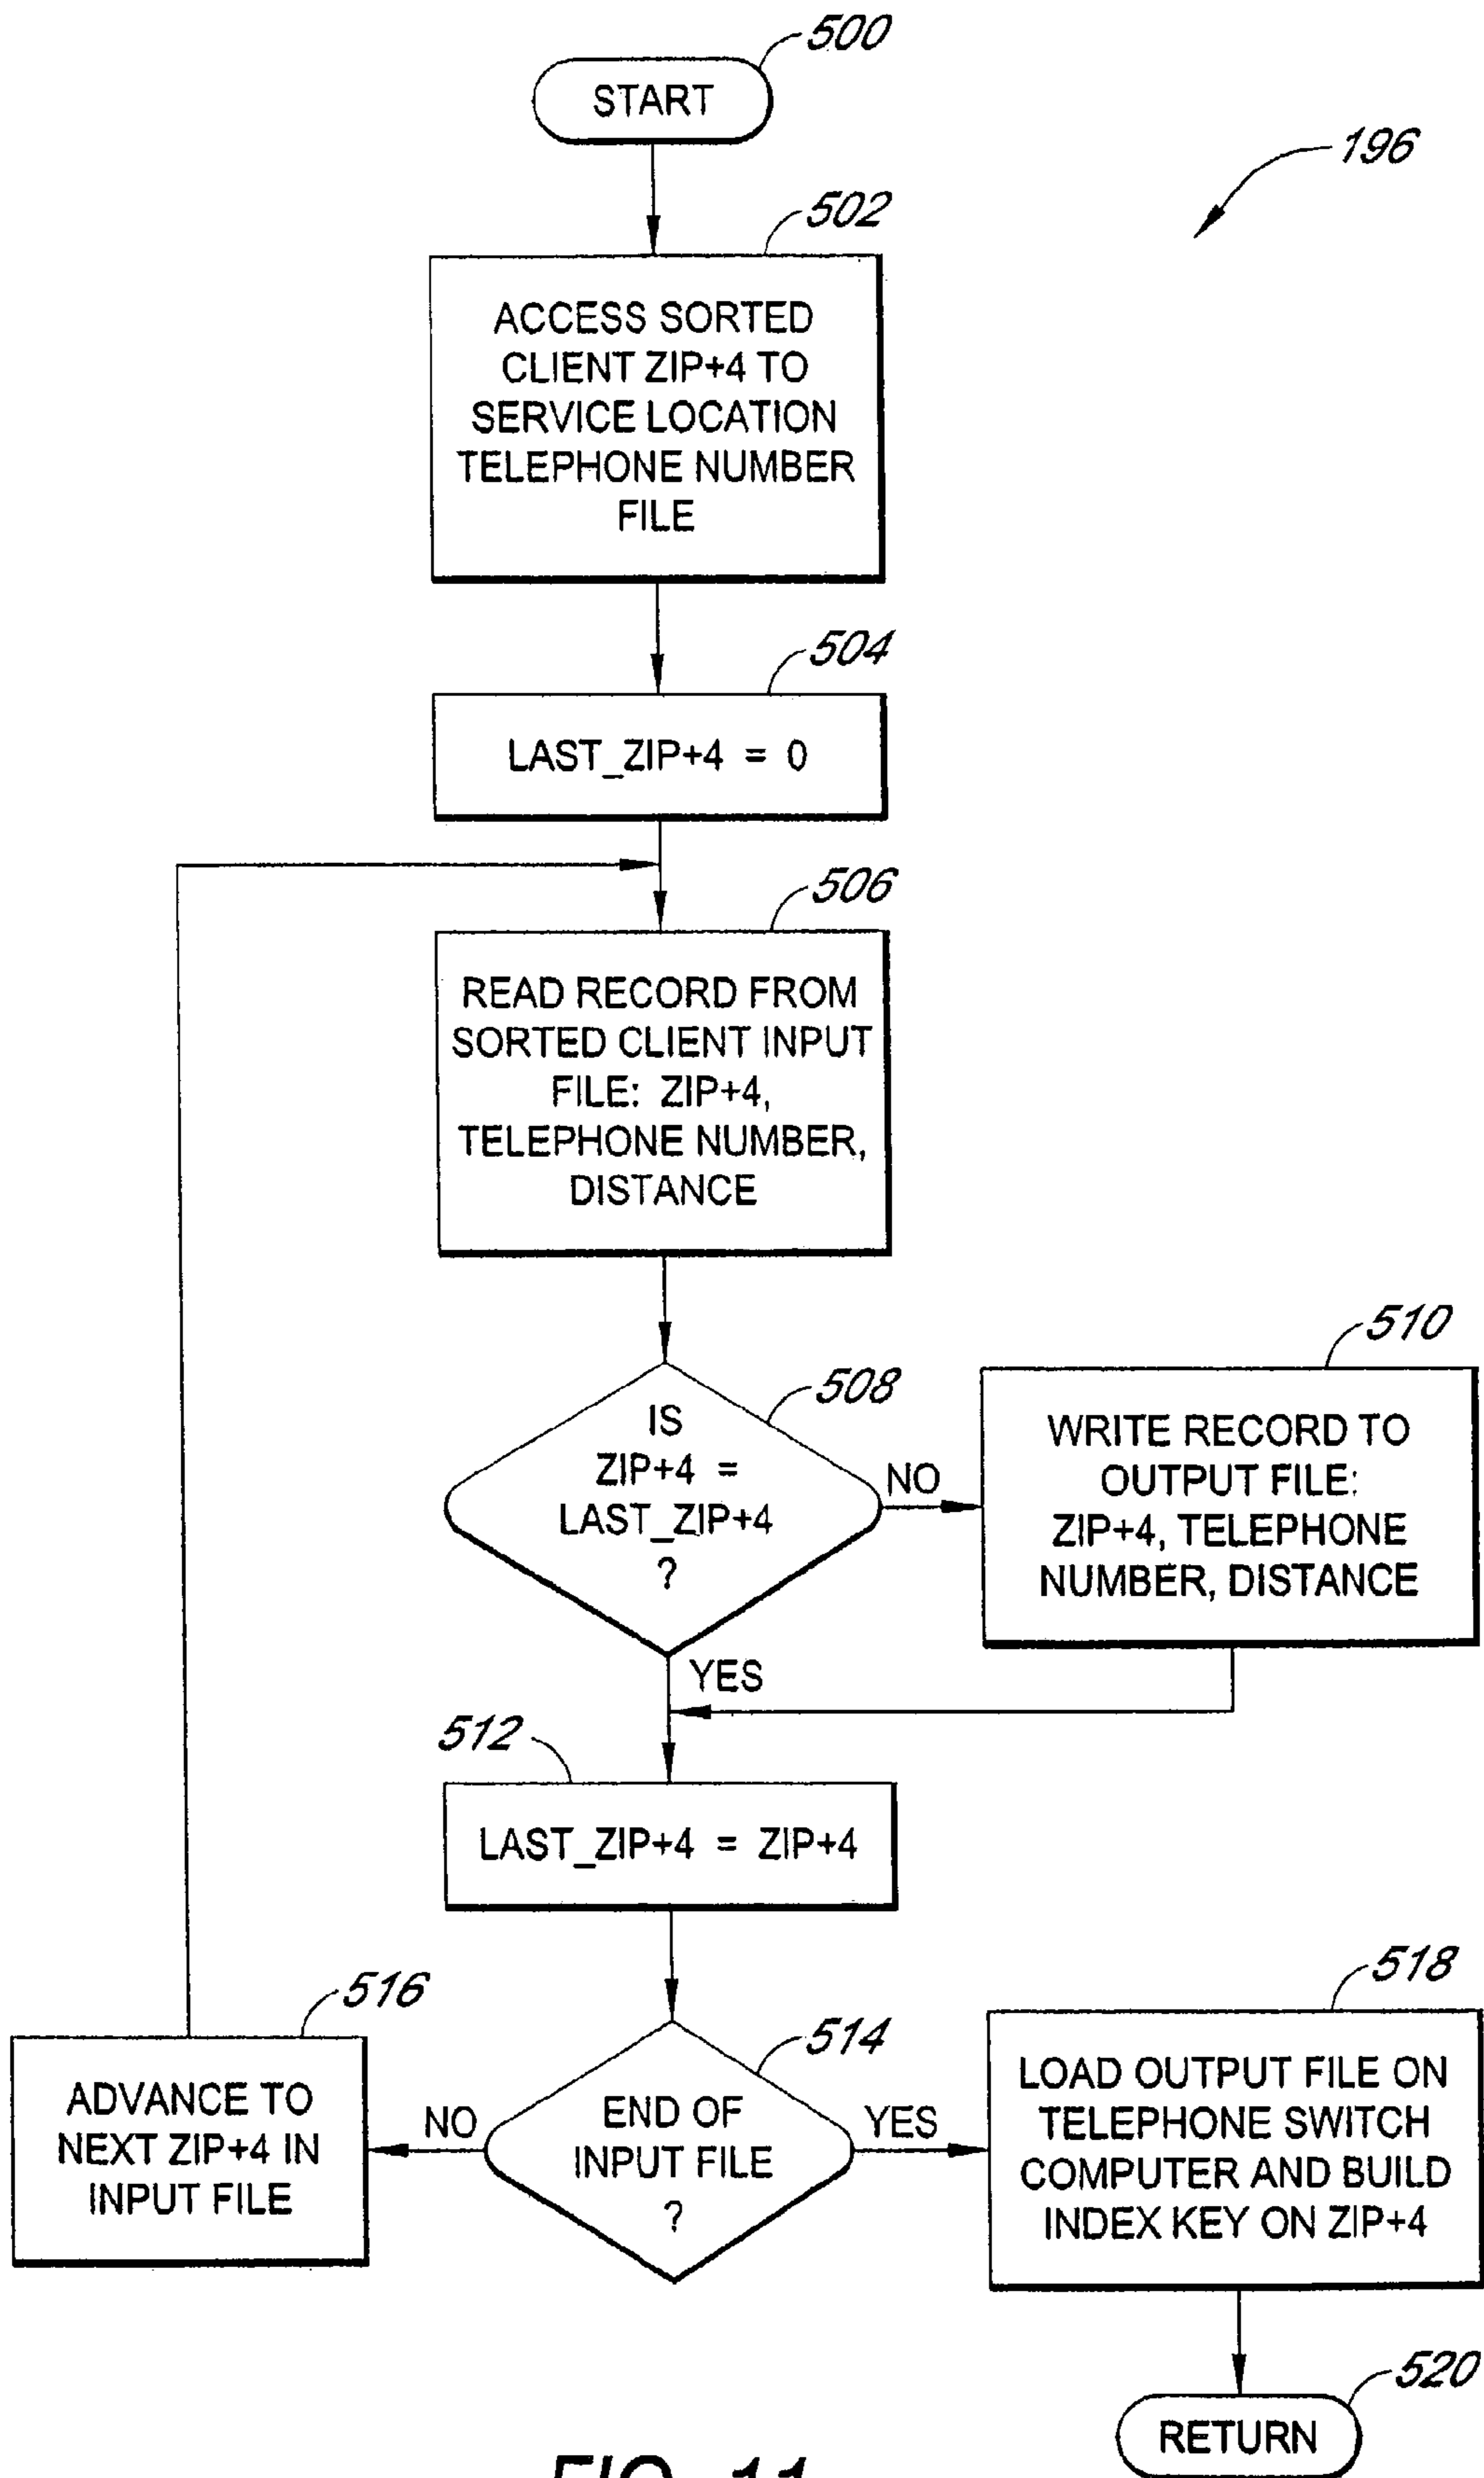 500
START
196
502
ACCESS SORTED
CLIENT ZIP+4 TO
SERVICE LOCATION
TELEPHONE NUMBER
FILE
504
LAST_ZIP+4 = 0
506
READ RECORD FROM
SORTED CLIENT INPUT
FILE: ZIP+4,
TELEPHONE NUMBER,
DISTANCE
508
IS
ZIP+4 =
LAST_ZIP+4
?
NO
510
WRITE RECORD TO
OUTPUT FILE:
ZIP+4, TELEPHONE
NUMBER, DISTANCE
YES
512
LAST_ZIP+4 = ZIP+4
516
ADVANCE TO
NEXT ZIP+4 IN
INPUT FILE
NO
514
END OF
INPUT FILE
?
YES
518
LOAD OUTPUT FILE ON
TELEPHONE SWITCH
COMPUTER AND BUILD
INDEX KEY ON ZIP+4
520
RETURN
FIG. 11